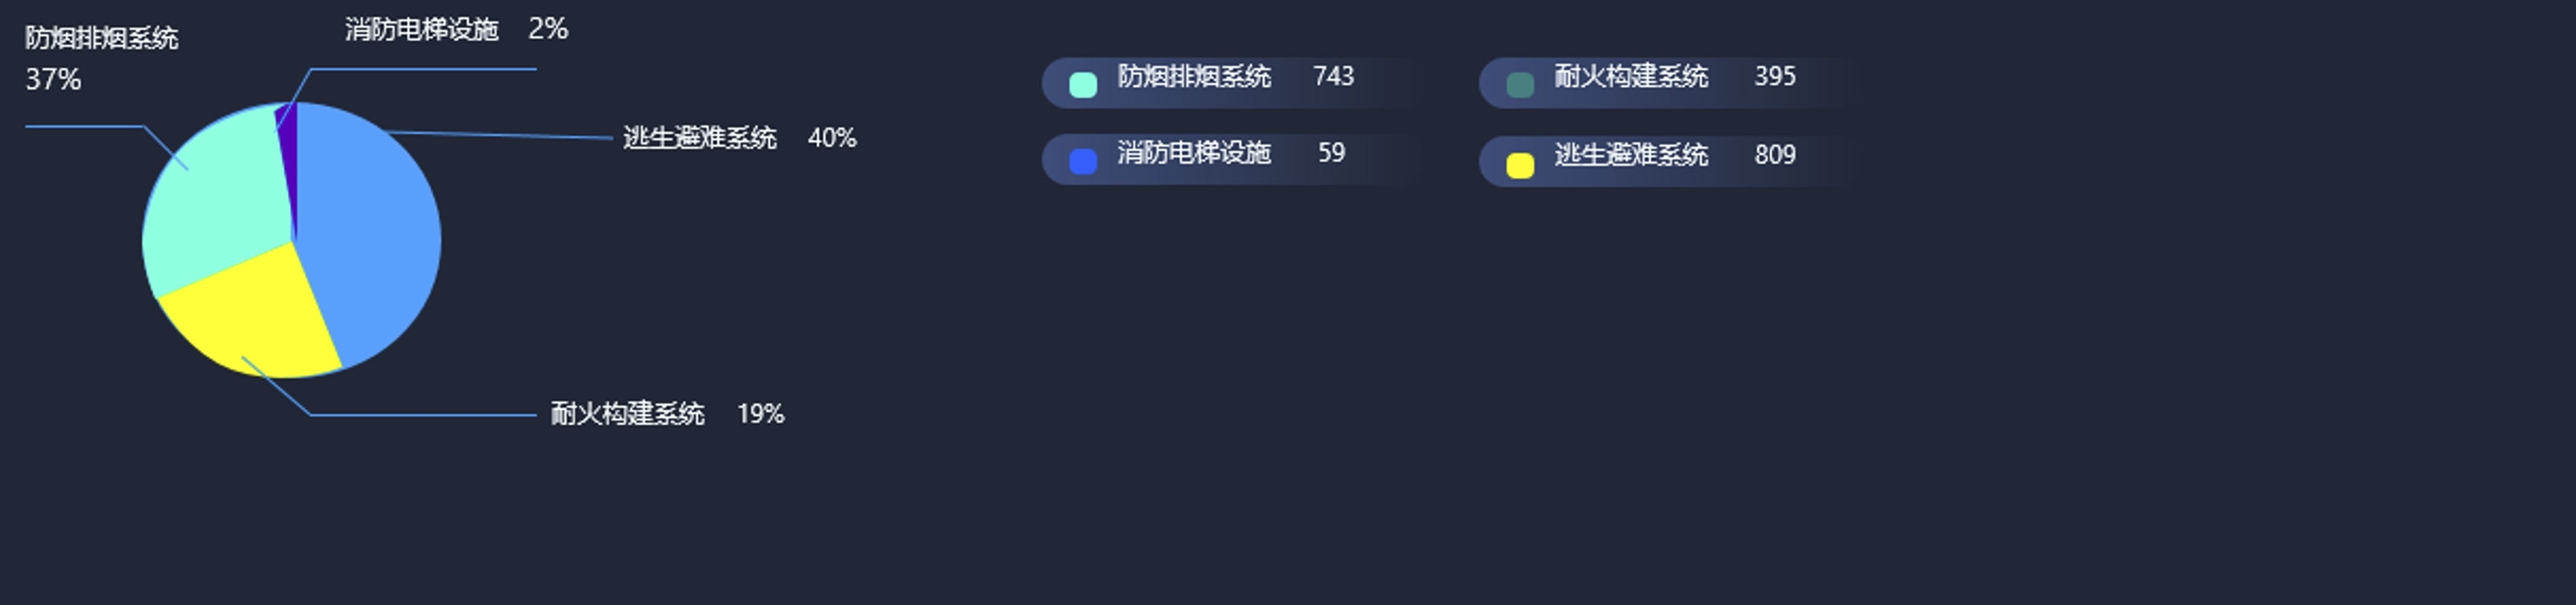 防烟排烟系统
37%
消防电梯设施 2%
逃生避难系统 40%
耐火构建系统 19%
防烟排烟系统 743
耐火构建系统 395
消防电梯设施 59
逃生避难系统 809